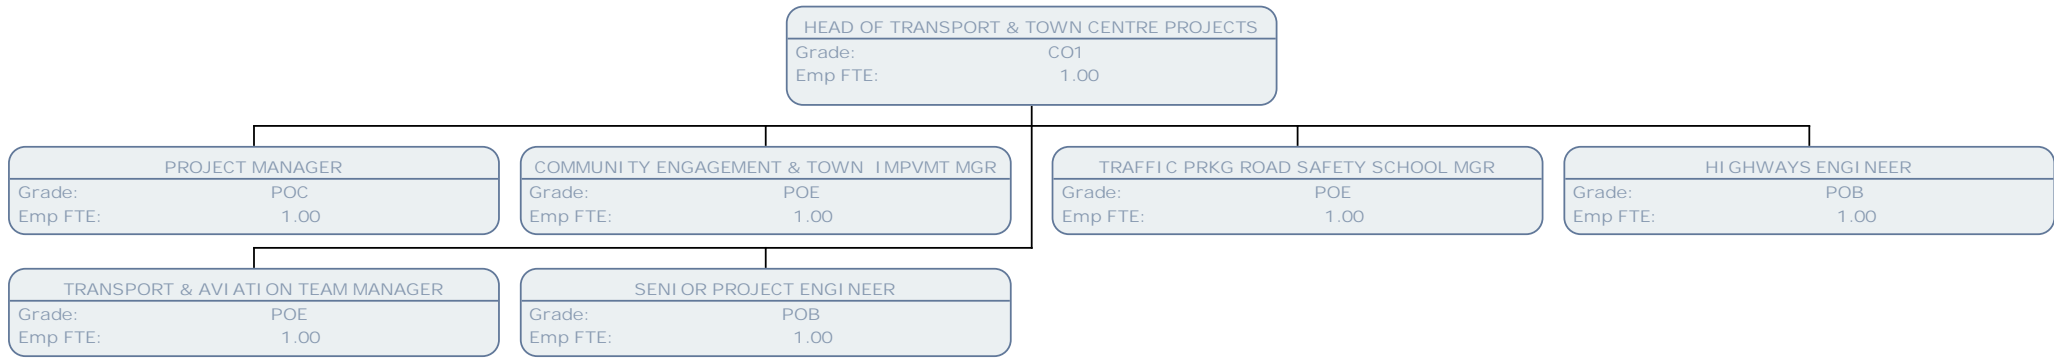 HEAD OF TRANSPORT & TOWN CENTRE PROJECTS
Grade: CO1
Emp FTE: 1.00
PROJECT MANAGER
Grade: POC
Emp FTE: 1.00
COMMUNITY ENGAGEMENT & TOWN IMPVMT MGR
Grade: POE
Emp FTE: 1.00
TRAFFIC PRKG ROAD SAFETY SCHOOL MGR
Grade: POE
Emp FTE: 1.00
HIGHWAYS ENGINEER
Grade: POB
Emp FTE: 1.00
TRANSPORT & AVIATION TEAM MANAGER
Grade: POE
Emp FTE: 1.00
SENIOR PROJECT ENGINEER
Grade: POB
Emp FTE: 1.00